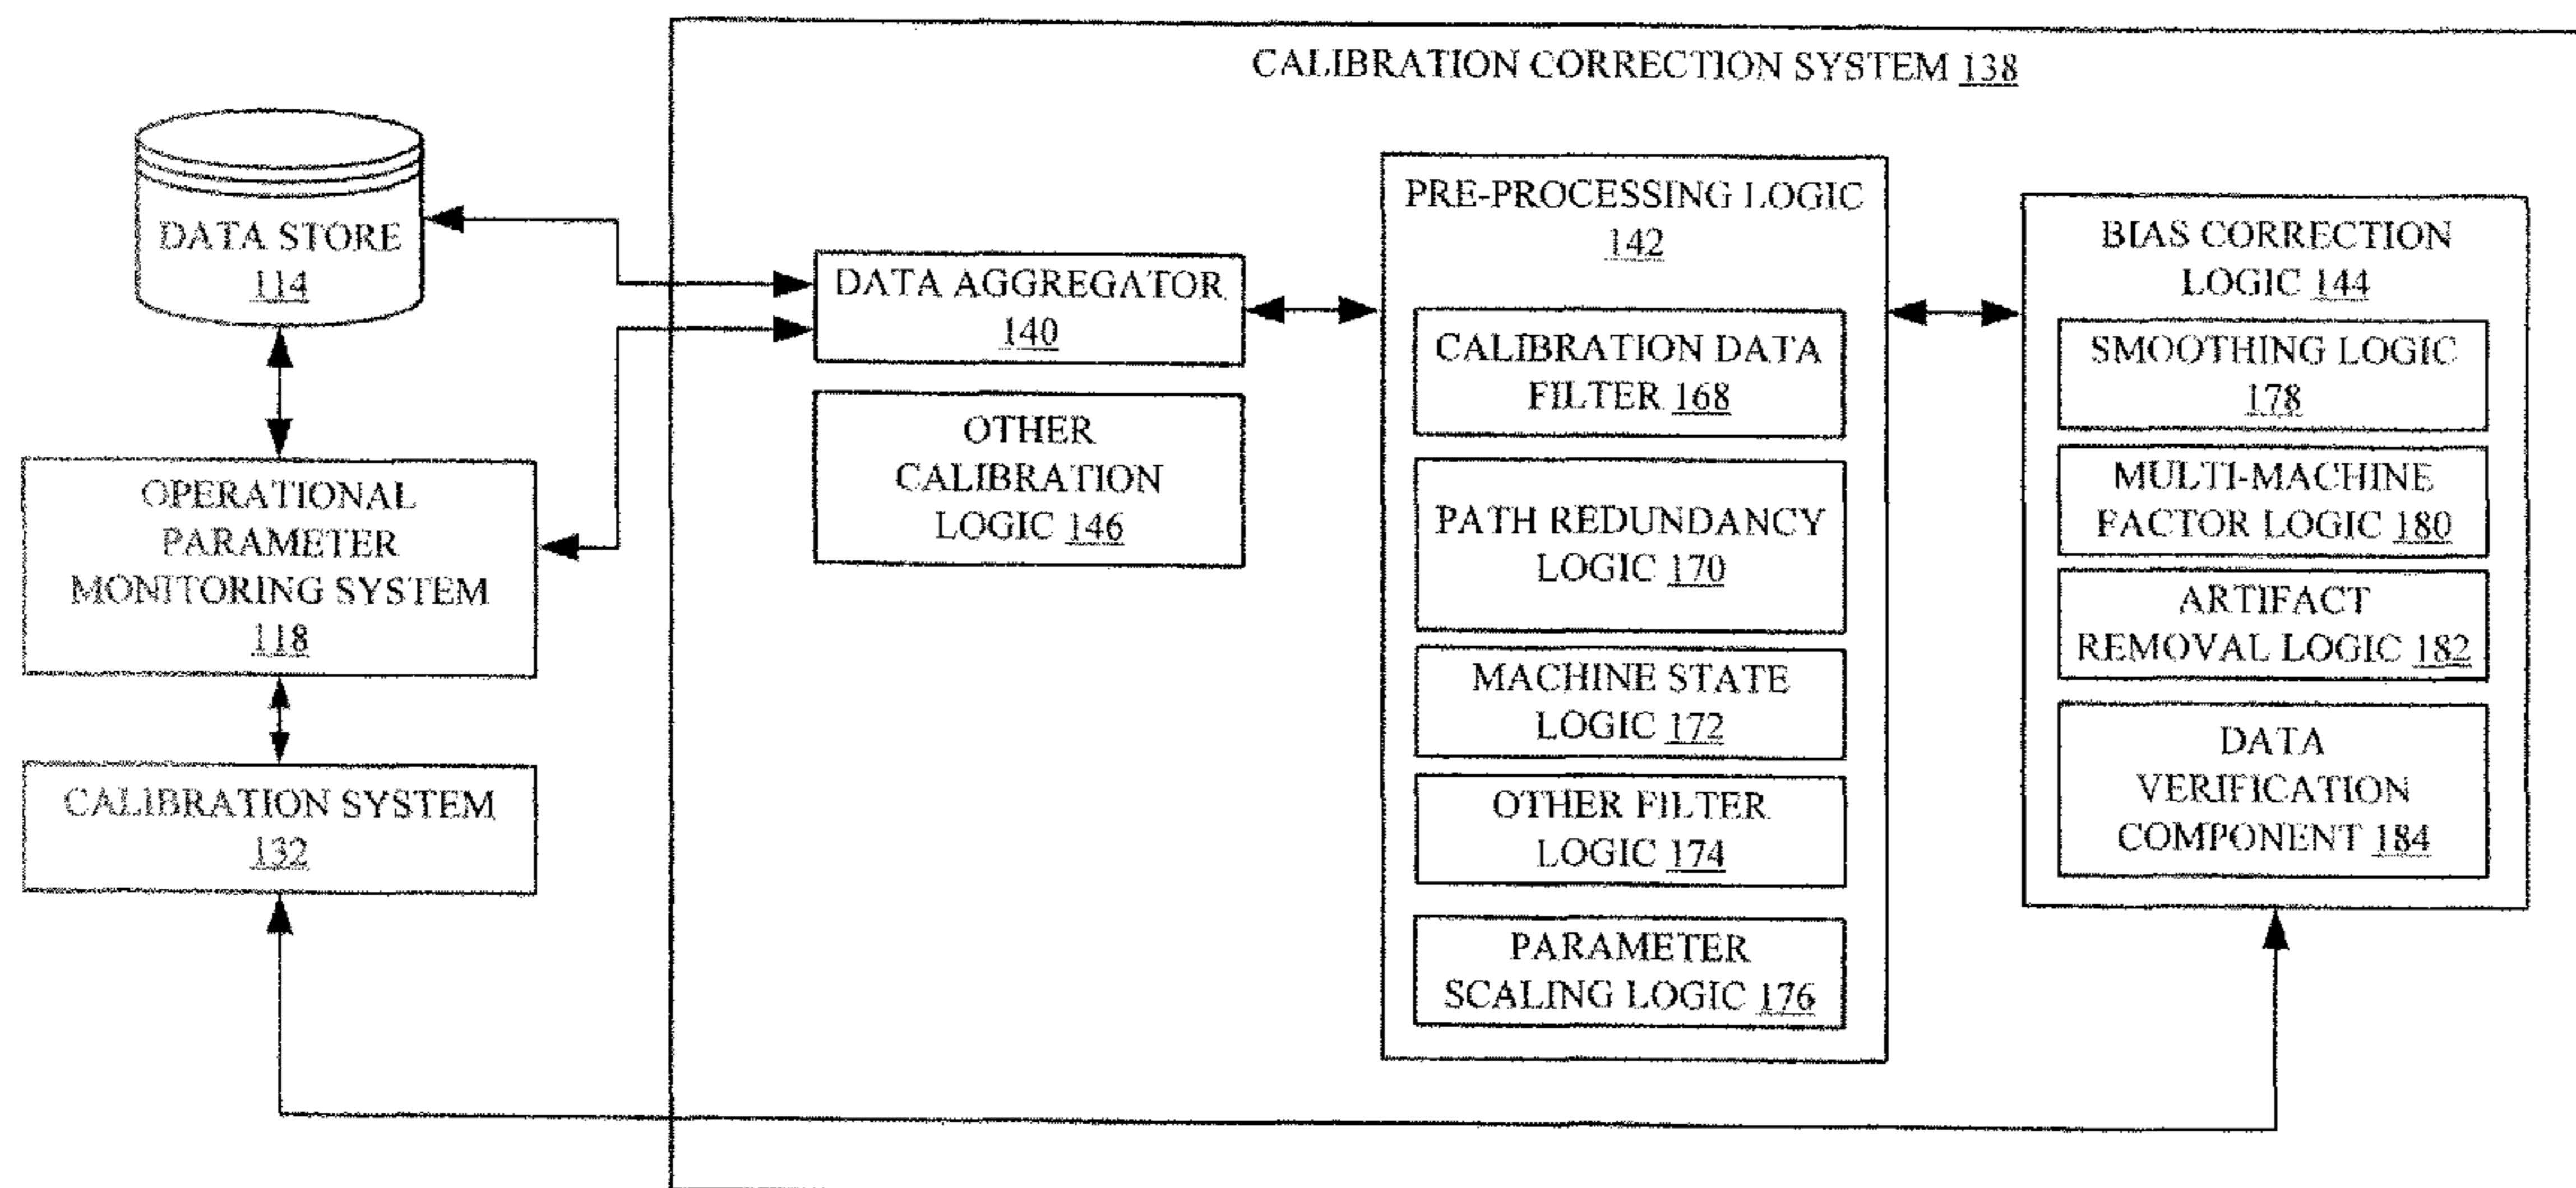 CALIBRATION CORRECTION SYSTEM 138
DATA STORE
114
OPERATIONAL
PARAMETER
MONITORING SYSTEM
118
CALIBRATION SYSTEM
132
DATA AGGREGATOR
140
OTHER
CALIBRATION
LOGIC 146
PRE-PROCESSING LOGIC
142
CALIBRATION DATA
FILTER 168
PATH REDUNDANCY
LOGIC 170
MACHINE STATE
LOGIC 172
OTHER FILTER
LOGIC 174
PARAMETER
SCALING LOGIC 176
BIAS CORRECTION
LOGIC 144
SMOOTHING LOGIC
178
MULTI-MACHINE
FACTOR LOGIC 180
ARTIFACT
REMOVAL LOGIC 182
DATA
VERIFICATION
COMPONENT 184